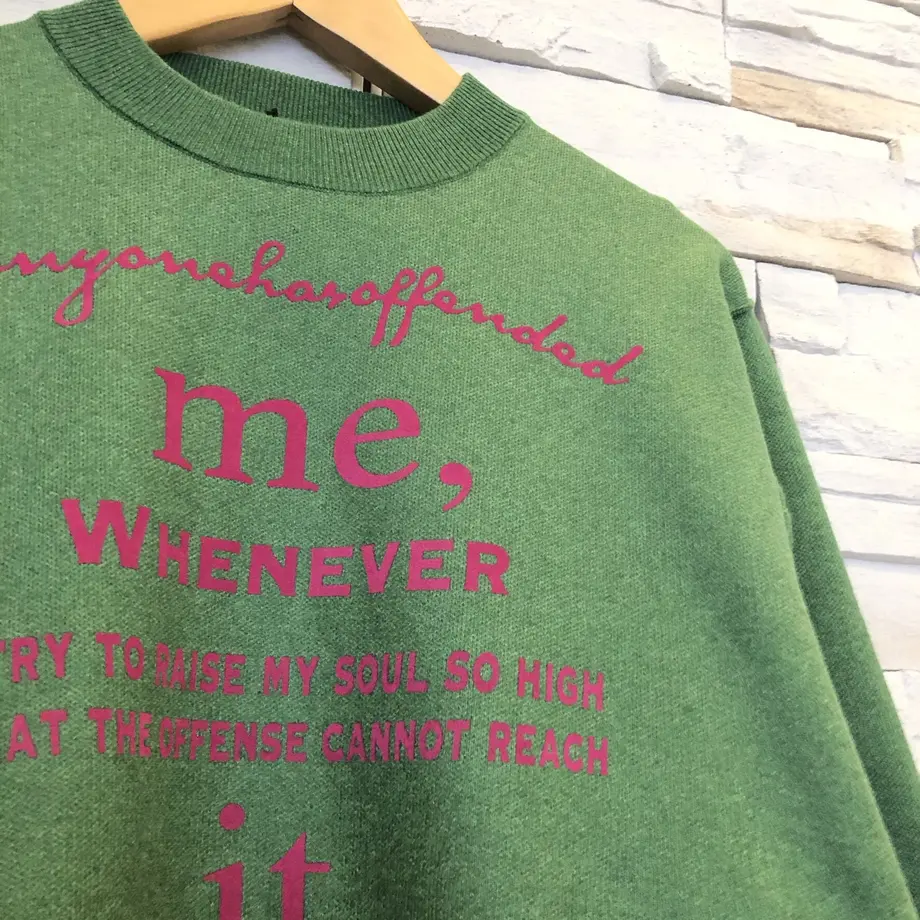 nyonehasoffended
me,
WHENEVER
TRY TO RAISE MY SOUL SO HIGH
AT THE OFFENSE CANNOT REACH
it